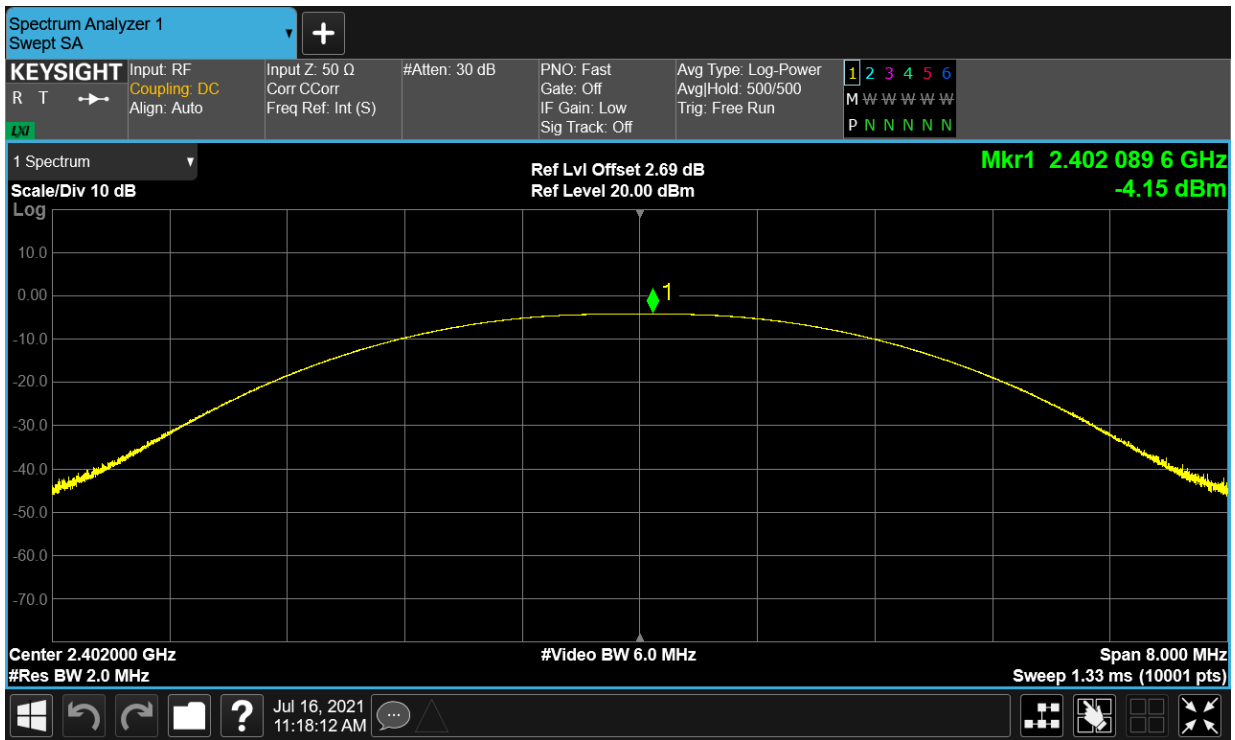 Spectrum Analyzer 1
Swept SA
+
KEYSIGHT
R T
LXI
Input: RF
Coupling: DC
Align: Auto
Input Z: 50 Ω
Corr CCorr
Freq Ref: Int (S)
#Atten: 30 dB
PNO: Fast
Gate: Off
IF Gain: Low
Sig Track: Off
Avg Type: Log-Power
Avg|Hold: 500/500
Trig: Free Run
1 2 3 4 5 6
M W W W W W
P N N N N N
1 Spectrum
Scale/Div 10 dB
Log
Ref Lvl Offset 2.69 dB
Ref Level 20.00 dBm
Mkr1 2.402 089 6 GHz
-4.15 dBm
10.0
0.00
-10.0
-20.0
-30.0
-40.0
-50.0
-60.0
-70.0
1
Center 2.402000 GHz
#Res BW 2.0 MHz
#Video BW 6.0 MHz
Span 8.000 MHz
Sweep 1.33 ms (10001 pts)
?
Jul 16, 2021
11:18:12 AM